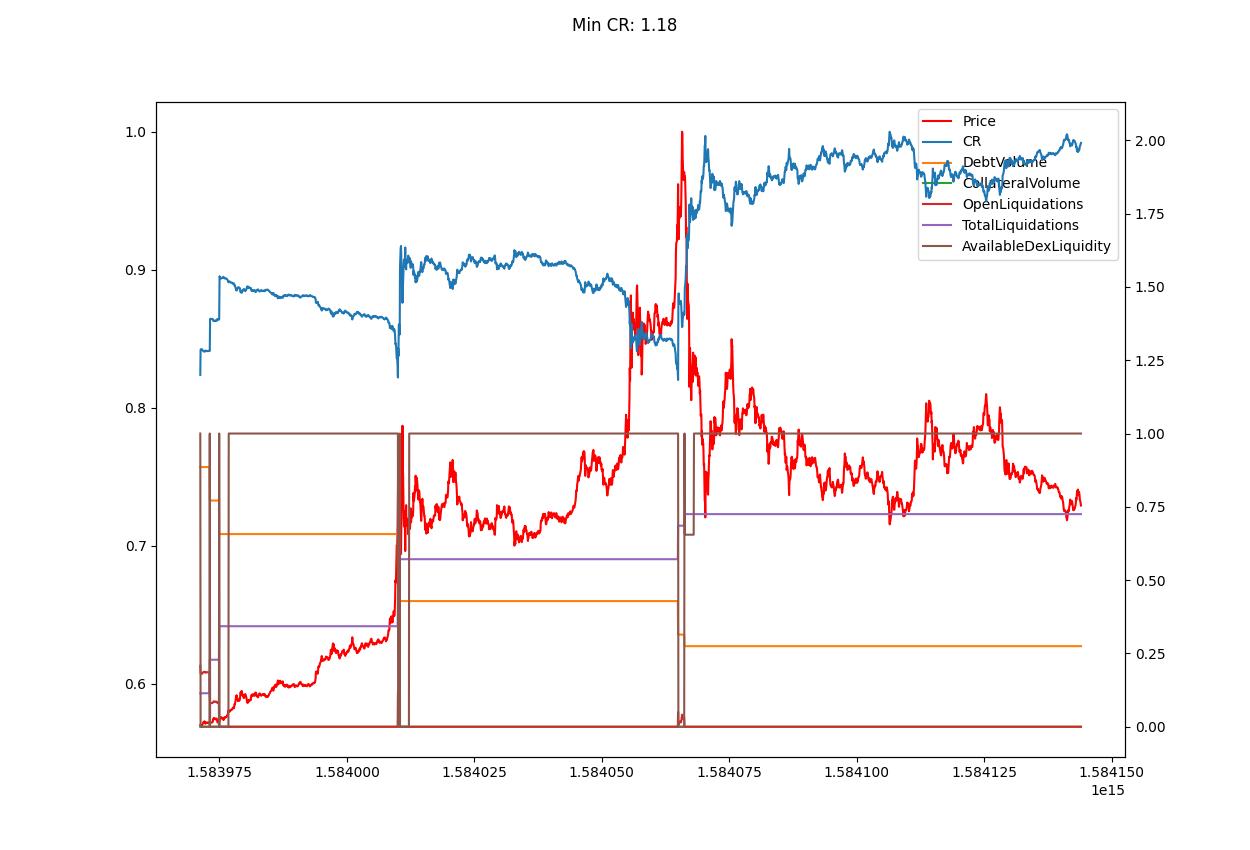 Min CR: 1.18
1.0
0.9
0.8
0.7
0.6
2.00
1.75
1.50
1.25
1.00
0.75
0.50
0.25
0.00
Price
CR
DebtVolume
CollateralVolume
OpenLiquidations
TotalLiquidations
AvailableDexLiquidity
1.583975 1.584000 1.584025 1.584050 1.584075 1.584100 1.584125 1.584150
1e15